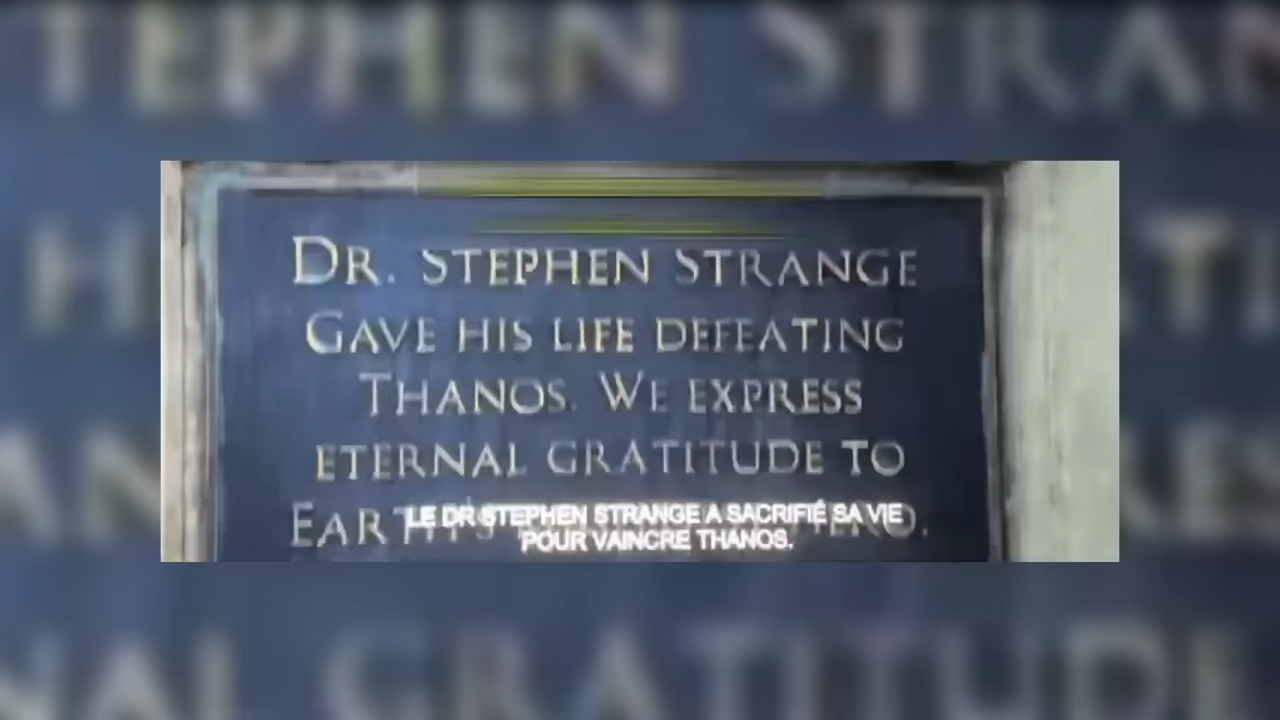 DR. STEPHEN STRANGE
GAVE HIS LIFE DEFEATING
THANOS. WE EXPRESS
ETERNAL GRATITUDE TO
LE DR STEPHEN STRANGE A SACRIFIÉ SA VIE
POUR VAINCRE THANOS.